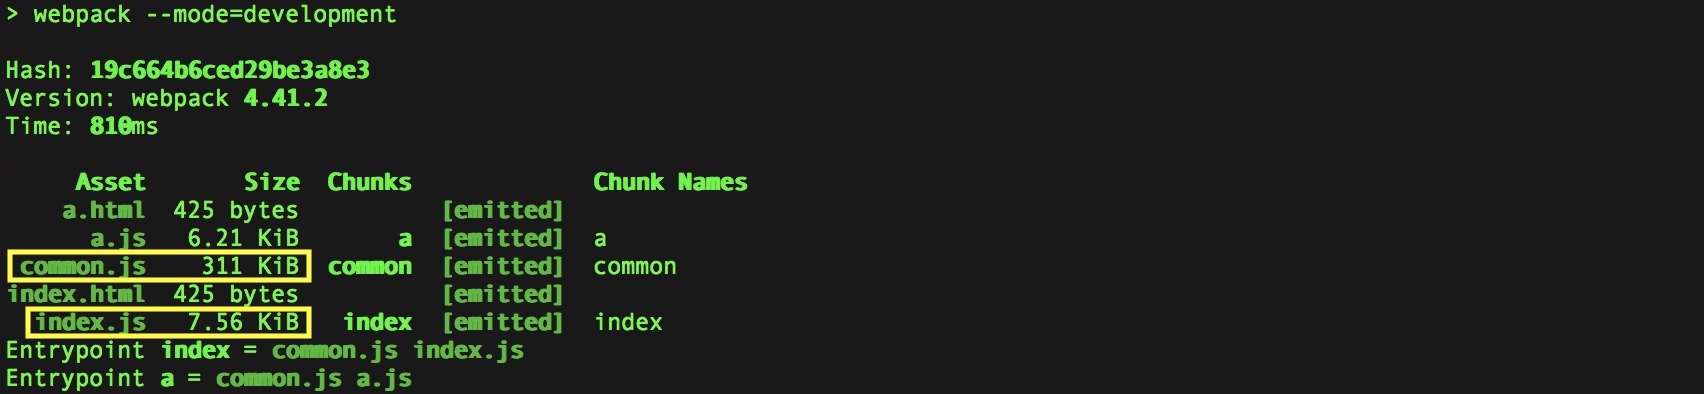 > webpack --mode=development
Hash: 19c664b6ced29be3a8e3
Version: webpack 4.41.2
Time: 810ms
Asset Size Chunks Chunk Names
a.html 425 bytes [emitted]
a.js 6.21 KiB a [emitted] a
common.js 311 KiB common [emitted] common
index.html 425 bytes [emitted]
index.js 7.56 KiB index [emitted] index
Entrypoint index = common.js index.js
Entrypoint a = common.js a.js